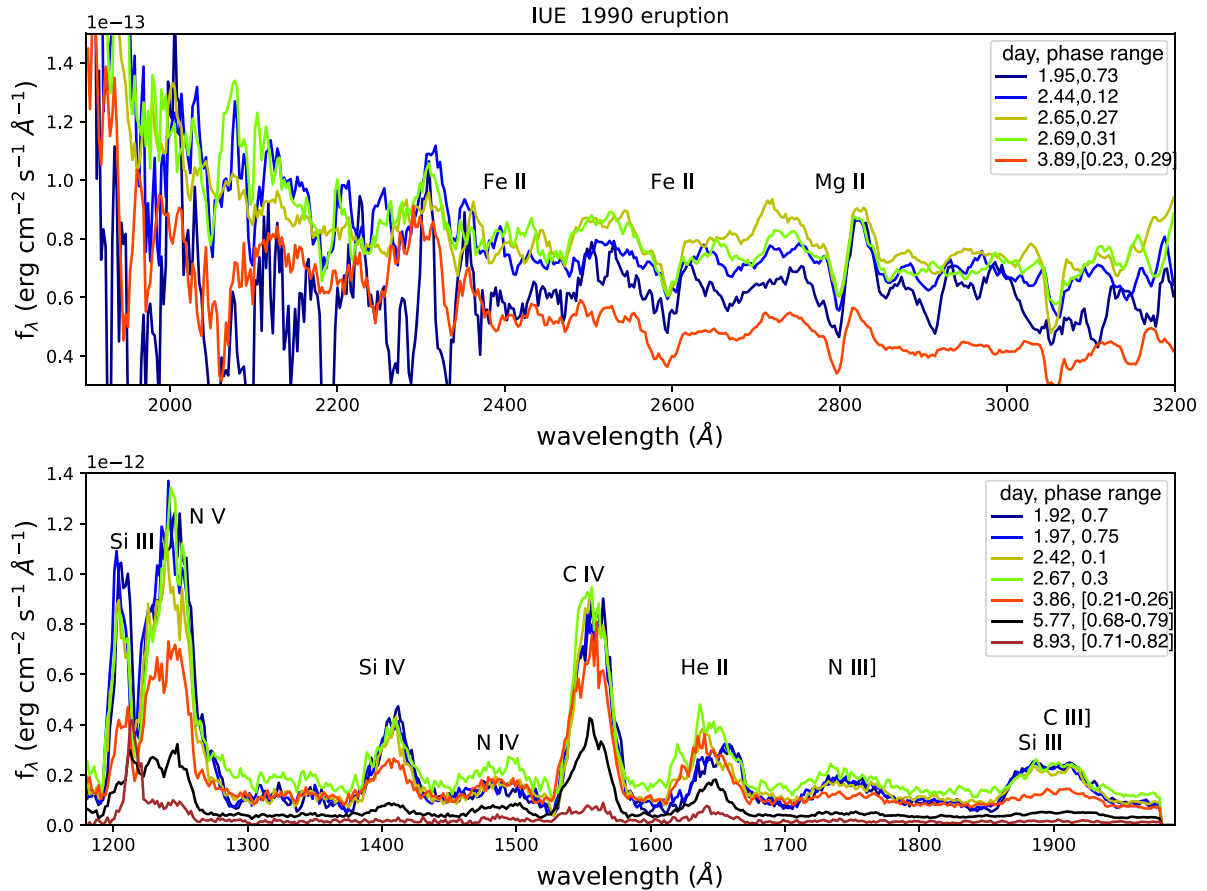 IUE 1990 eruption
1e−13
f_λ (erg cm⁻² s⁻¹ Å⁻¹)
1.4
1.2
1.0
0.8
0.6
0.4
day, phase range
1.95,0.73
2.44,0.12
2.65,0.27
2.69,0.31
3.89,[0.23, 0.29]
Fe II
Fe II
Mg II
2000 2200 2400 2600 2800 3000 3200
wavelength (Å)
1e−12
f_λ (erg cm⁻² s⁻¹ Å⁻¹)
1.4
1.2
1.0
0.8
0.6
0.4
0.2
0.0
day, phase range
1.92, 0.7
1.97, 0.75
2.42, 0.1
2.67, 0.3
3.86, [0.21-0.26]
5.77, [0.68-0.79]
8.93, [0.71-0.82]
N V
Si III
C IV
Si IV
He II
N III]
N IV
C III]
Si III
1200 1300 1400 1500 1600 1700 1800 1900
wavelength (Å)